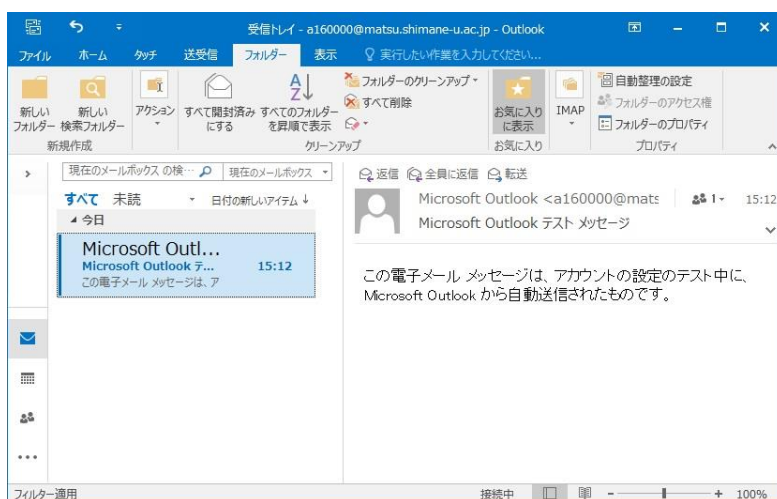 受信トレイ - a160000@matsu.shimane-u.ac.jp - Outlook
ファイル ホーム タッチ 送受信 フォルダー 表示 実行したい作業を入力してください...
新しい
フォルダー
新しい
検索フォルダー
新規作成
アクション
すべて開封済み
にする
すべてのフォルダー
を昇順で表示
フォルダーのクリーンアップ
すべて削除
クリーンアップ
お気に入り
に表示
お気に入り
IMAP
自動整理の設定
フォルダーのアクセス権
フォルダーのプロパティ
プロパティ
現在のメールボックス の検… 現在のメールボックス
すべて 未読 日付の新しいアイテム ↓
今日
Microsoft Outl...
Microsoft Outlook テ... 15:12
この電子メール メッセージは、ア
返信 全員に返信 転送
Microsoft Outlook <a160000@mats 1 15:12
Microsoft Outlook テスト メッセージ
この電子メール メッセージは、アカウントの設定のテスト中に、
Microsoft Outlook から自動送信されたものです。
フィルター適用 接続中 - + 100%